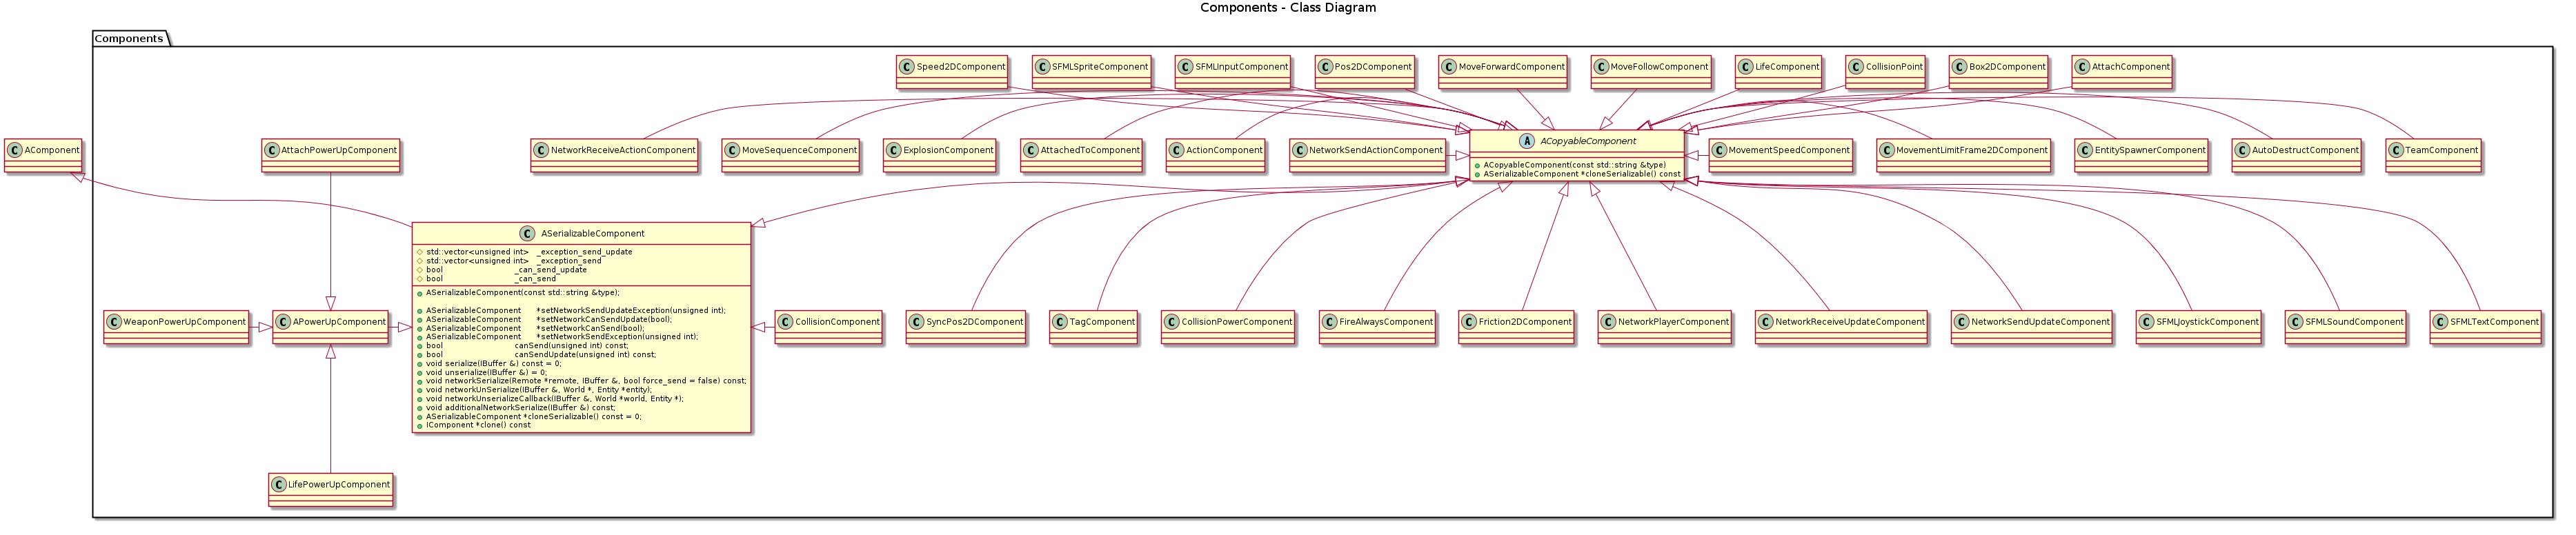 Components - Class Diagram
Components
C Speed2DComponent
C SFMLSpriteComponent
C SFMLInputComponent
C Pos2DComponent
C MoveForwardComponent
C MoveFollowComponent
C LifeComponent
C CollisionPoint
C Box2DComponent
C AttachComponent
C AComponent
C AttachPowerUpComponent
C NetworkReceiveActionComponent
C MoveSequenceComponent
C ExplosionComponent
C AttachedToComponent
C ActionComponent
C NetworkSendActionComponent
A ACopyableComponent
ACopyableComponent(const std::string &type)
ASerializableComponent *cloneSerializable() const
C MovementSpeedComponent
C MovementLimitFrame2DComponent
C EntitySpawnerComponent
C AutoDestructComponent
C TeamComponent
C ASerializableComponent
std::vector<unsigned int> _exception_send_update
std::vector<unsigned int> _exception_send
bool _can_send_update
bool _can_send
ASerializableComponent(const std::string &type);
ASerializableComponent *setNetworkSendUpdateException(unsigned int);
ASerializableComponent *setNetworkCanSendUpdate(bool);
ASerializableComponent *setNetworkCanSend(bool);
ASerializableComponent *setNetworkSendException(unsigned int);
bool canSend(unsigned int) const;
bool canSendUpdate(unsigned int) const;
void serialize(IBuffer &) const = 0;
void unserialize(IBuffer &) = 0;
void networkSerialize(Remote *remote, IBuffer &, bool force_send = false) const;
void networkUnSerialize(IBuffer &, World *, Entity *entity);
void networkUnserializeCallback(IBuffer &, World *world, Entity *);
void additionalNetworkSerialize(IBuffer &) const;
ASerializableComponent *cloneSerializable() const = 0;
IComponent *clone() const
C WeaponPowerUpComponent
C APowerUpComponent
C CollisionComponent
C SyncPos2DComponent
C TagComponent
C CollisionPowerComponent
C FireAlwaysComponent
C Friction2DComponent
C NetworkPlayerComponent
C NetworkReceiveUpdateComponent
C NetworkSendUpdateComponent
C SFMLJoystickComponent
C SFMLSoundComponent
C SFMLTextComponent
C LifePowerUpComponent